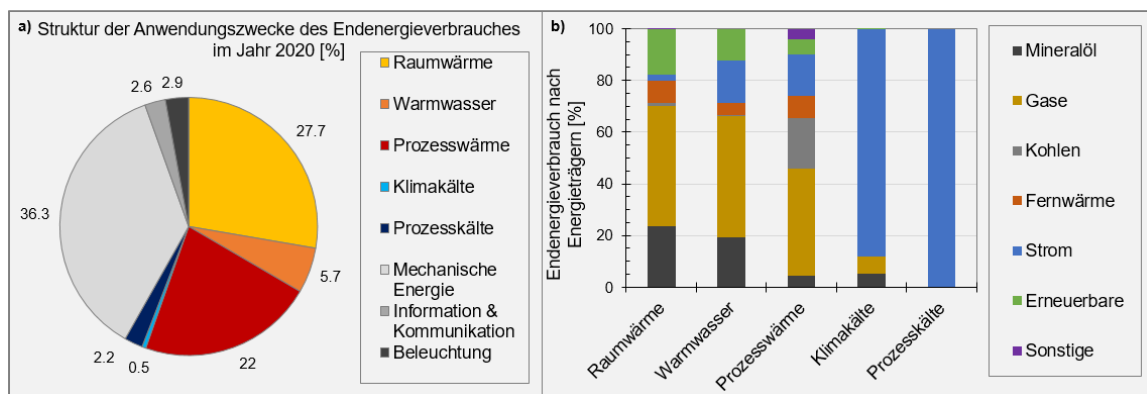 a) Struktur der Anwendungszwecke des Endenergieverbrauches
im Jahr 2020 [%]
2.6
2.9
27.7
36.3
5.7
2.2
0.5
22
Raumwärme
Warmwasser
Prozesswärme
Klimakälte
Prozesskälte
Mechanische
Energie
Information &
Kommunikation
Beleuchtung
b)
Endenergieverbrauch nach
Energieträgern [%]
100
80
60
40
20
0
Raumwärme
Warmwasser
Prozesswärme
Klimakälte
Prozesskälte
Mineralöl
Gase
Kohlen
Fernwärme
Strom
Erneuerbare
Sonstige